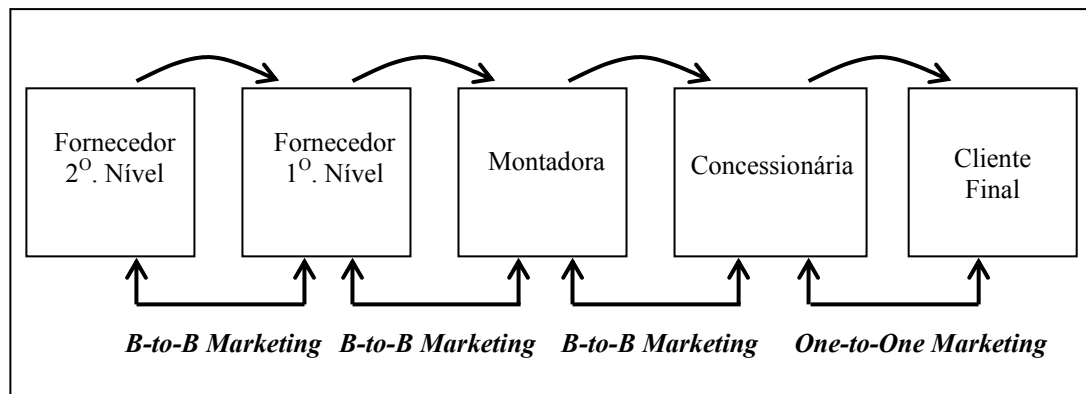 Fornecedor
2º. Nível
Fornecedor
1º. Nível
Montadora
Concessionária
Cliente
Final
B-to-B Marketing
B-to-B Marketing
B-to-B Marketing
One-to-One Marketing